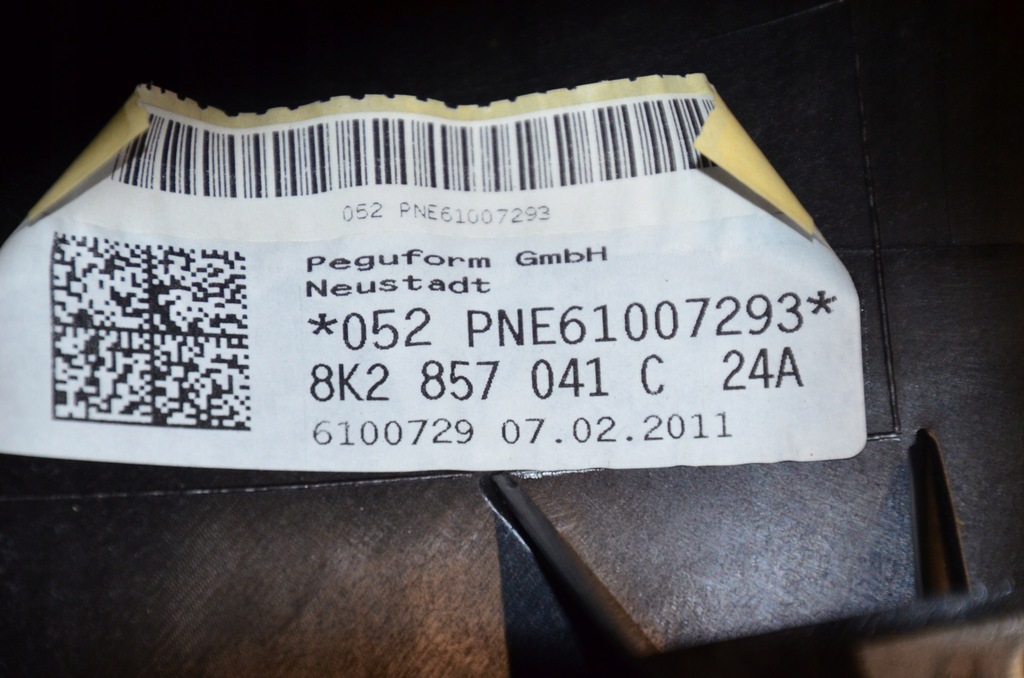 052 PNE61007293
Peguform GmbH
Neustadt
*052 PNE61007293*
8K2 857 041 C 24A
6100729 07.02.2011